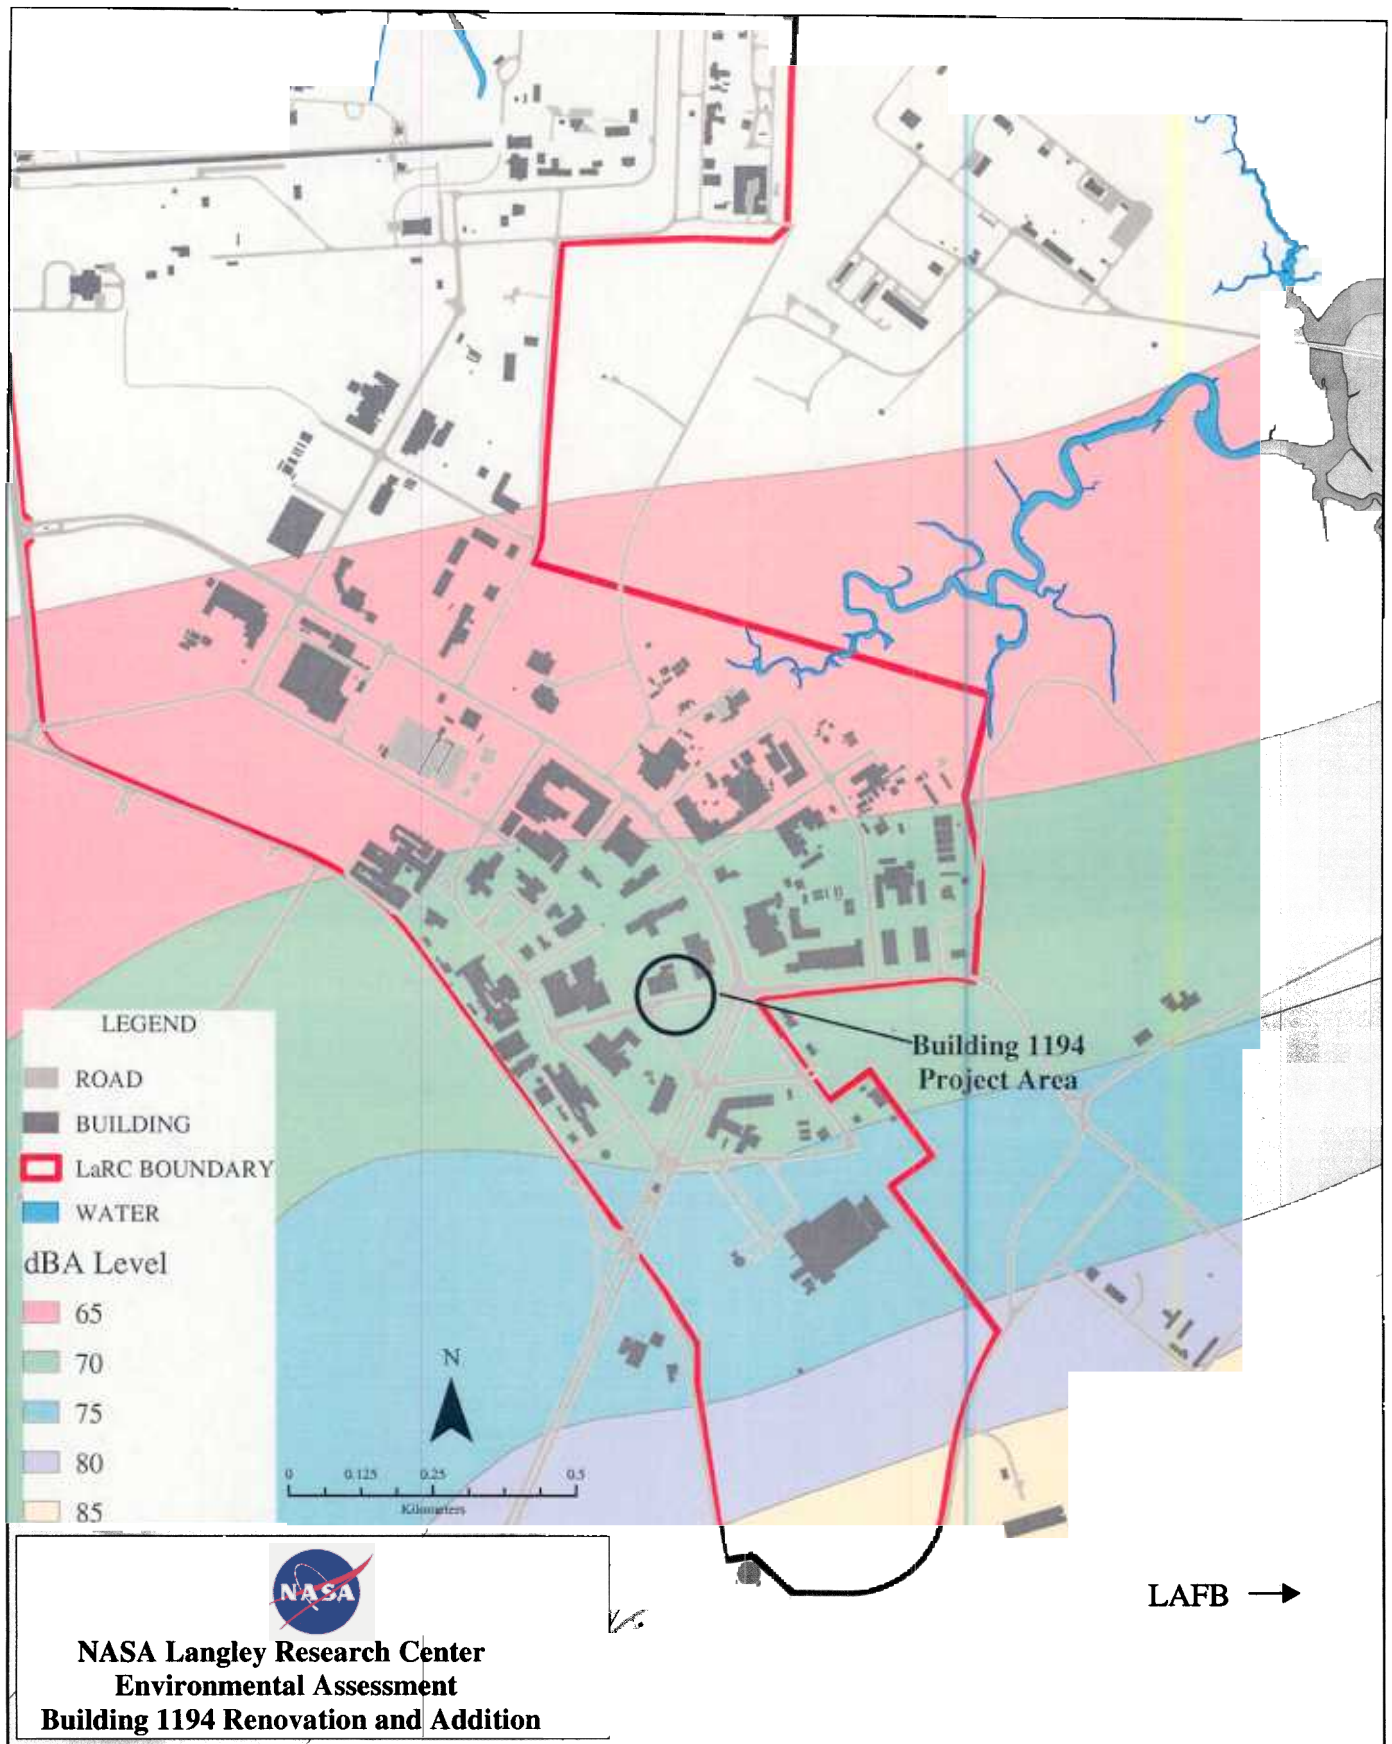 Building 1194
Project Area
LEGEND
ROAD
BUILDING
LaRC BOUNDARY
WATER
dBA Level
65
70
75
80
85
N
0 0.125 0.25 0.5
Kilometers
NASA
NASA Langley Research Center
Environmental Assessment
Building 1194 Renovation and Addition
LAFB